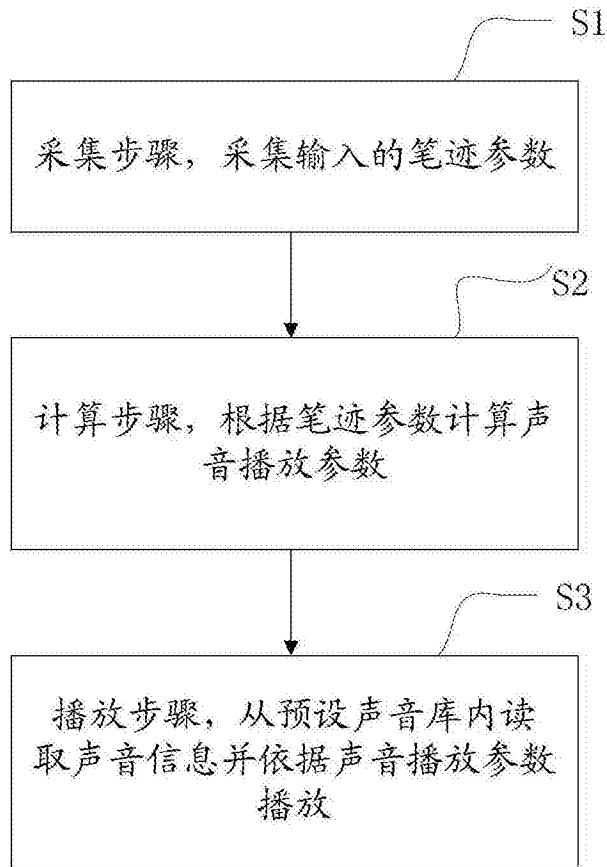 S1
采集步骤，采集输入的笔迹参数
S2
计算步骤，根据笔迹参数计算声
音播放参数
S3
播放步骤，从预设声音库内读
取声音信息并依据声音播放参数
播放